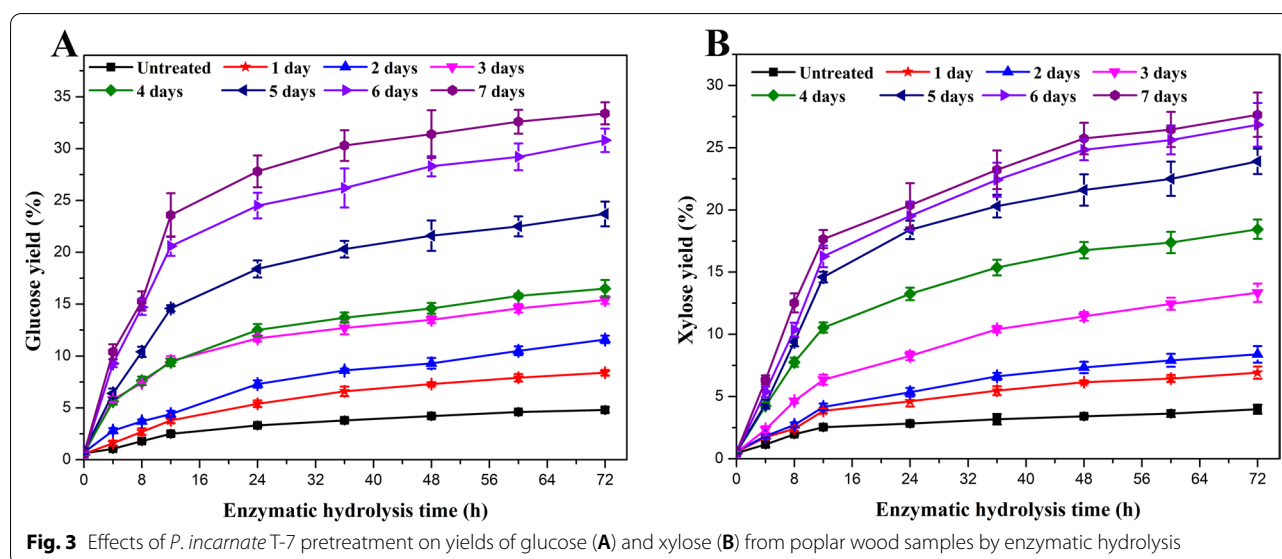 A
Untreated 1 day 2 days 3 days
4 days 5 days 6 days 7 days
Glucose yield (%)
35
30
25
20
15
10
5
0
0 8 16 24 32 40 48 56 64 72
Enzymatic hydrolysis time (h)
B
Untreated 1 day 2 days 3 days
4 days 5 days 6 days 7 days
Xylose yield (%)
30
25
20
15
10
5
0
0 8 16 24 32 40 48 56 64 72
Enzymatic hydrolysis time (h)
Fig. 3 Effects of P. incarnate T-7 pretreatment on yields of glucose (A) and xylose (B) from poplar wood samples by enzymatic hydrolysis